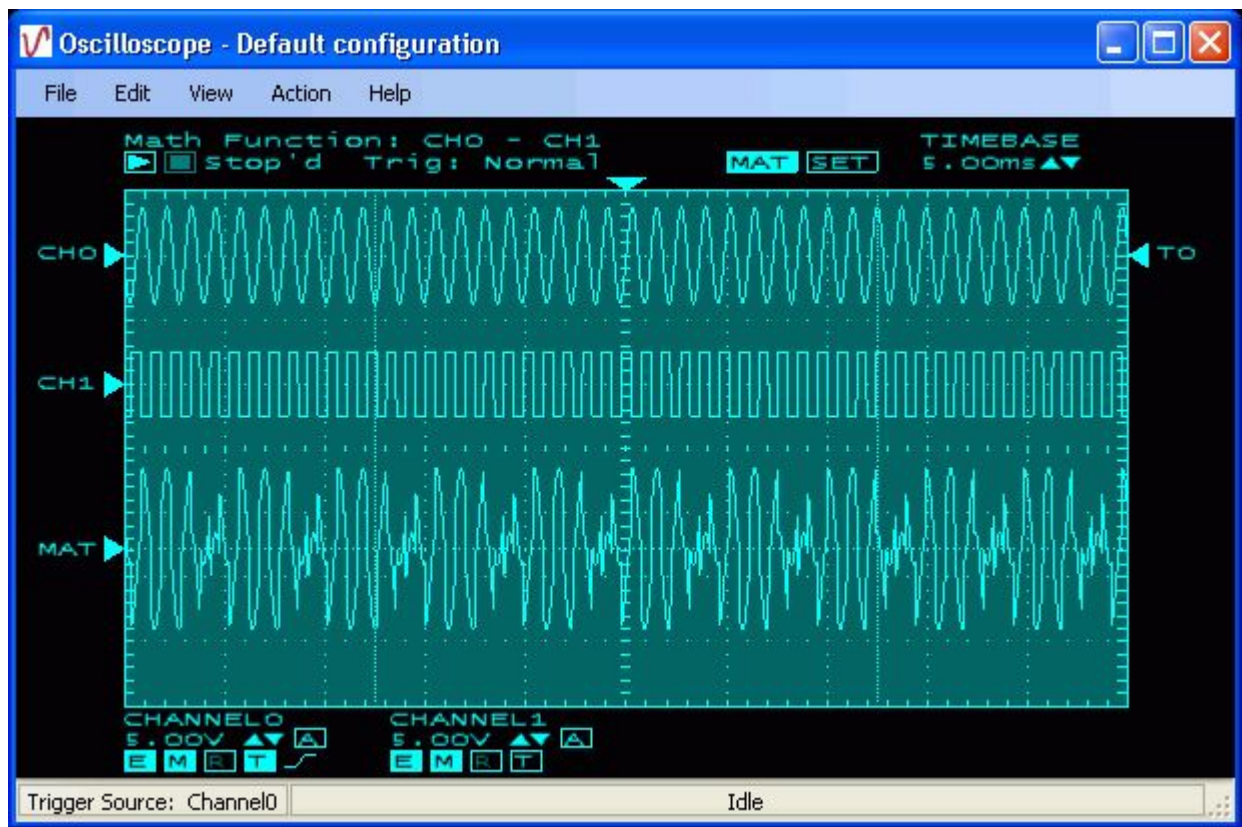 Oscilloscope - Default configuration
File Edit View Action Help
Math Function: CH0 - CH1
Stop'd Trig: Normal
MAT SET
TIMEBASE
5.00ms
CH0
T0
CH1
MAT
CHANNEL0
5.00V A
E M R T
CHANNEL1
5.00V A
E M R T
Trigger Source: Channel0
Idle